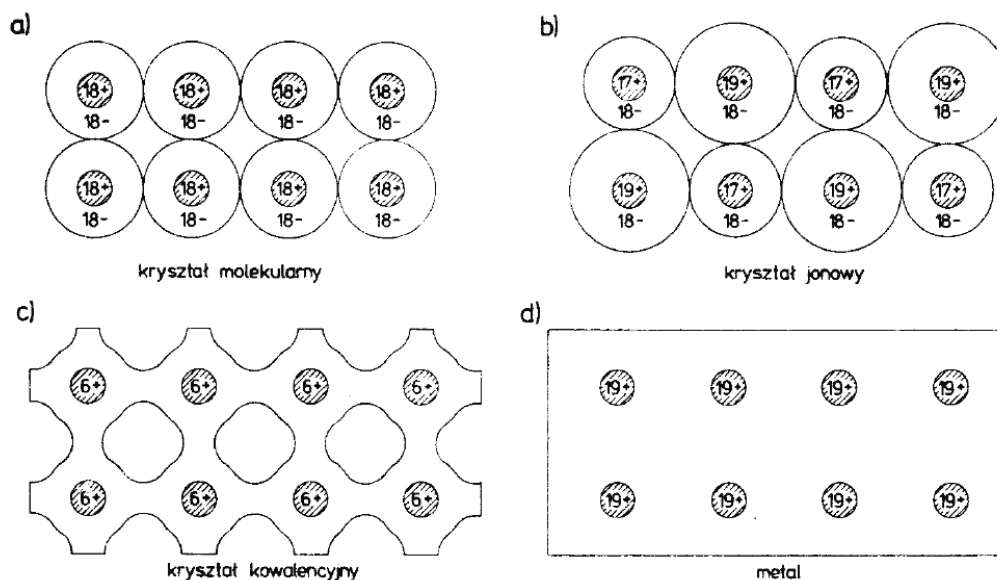 a)
18+ 18+ 18+ 18+
18- 18- 18- 18-
18+ 18+ 18+ 18+
18- 18- 18- 18-
kryształ molekularny
b)
17+ 19+ 17+ 19+
18- 18- 18- 18-
19+ 17+ 19+ 17+
18- 18- 18- 18-
kryształ jonowy
c)
6+ 6+ 6+ 6+
6+ 6+ 6+ 6+
kryształ kowalencyjny
d)
19+ 19+ 19+ 19+
19+ 19+ 19+ 19+
metal